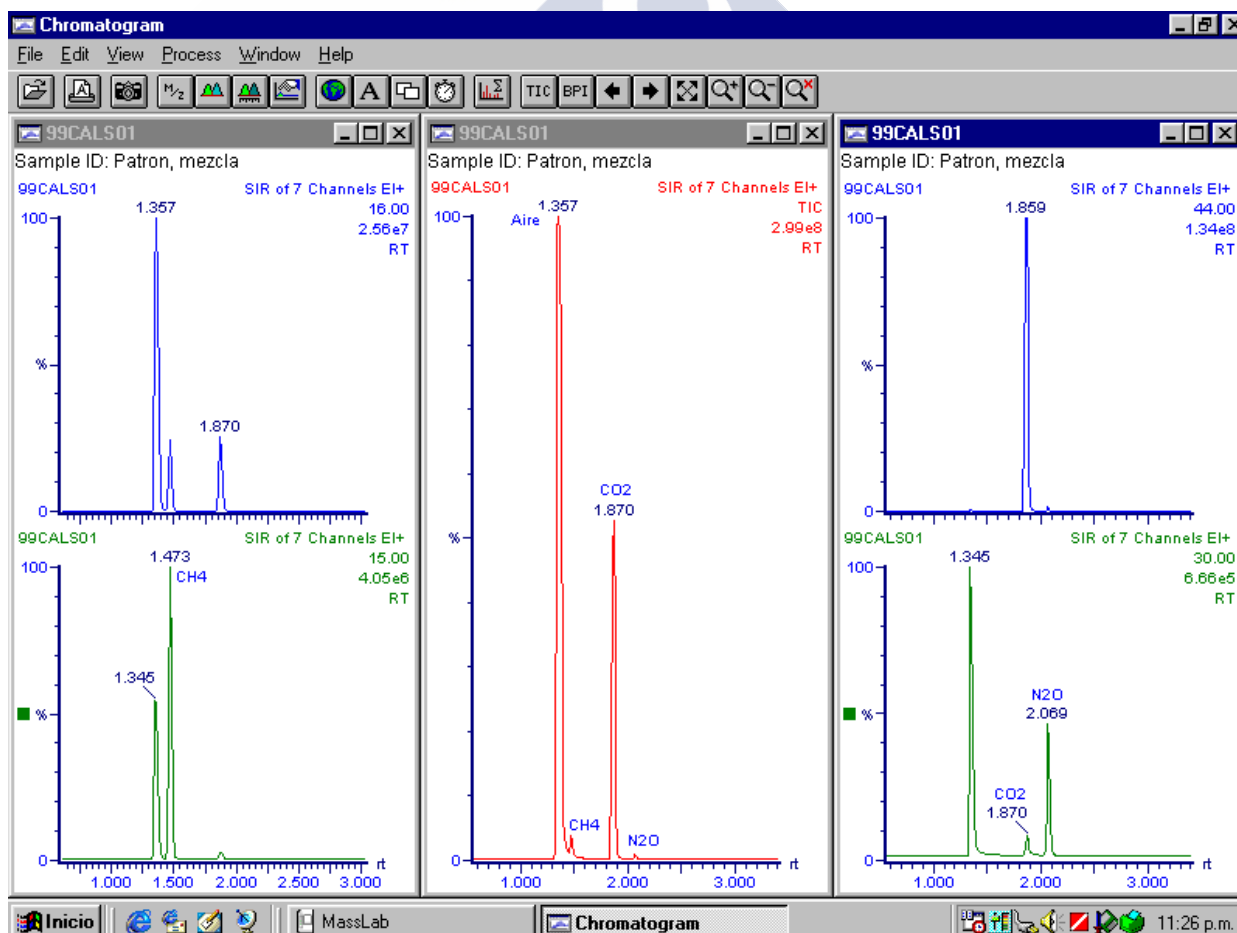 Chromatogram
File Edit View Process Window Help
M/Z A Σ TIC BPI
99CALS01
Sample ID: Patron, mezcla
99CALS01 SIR of 7 Channels EI+
16.00
2.56e7
RT
1.357
100
%
1.870
0
99CALS01 SIR of 7 Channels EI+
15.00
4.05e6
RT
1.473
100
CH4
1.345
%
0
rt
1.000 1.500 2.000 2.500 3.000
99CALS01
Sample ID: Patron, mezcla
99CALS01 SIR of 7 Channels EI+
TIC
2.99e8
RT
1.357
100
Aire
CO2
1.870
%
CH4
N2O
0
rt
1.000 2.000 3.000
99CALS01
Sample ID: Patron, mezcla
99CALS01 SIR of 7 Channels EI+
44.00
1.34e8
RT
1.859
100
%
0
99CALS01 SIR of 7 Channels EI+
30.00
6.66e5
RT
1.345
100
N2O
2.069
%
CO2
1.870
0
rt
1.000 2.000 3.000
Inicio MassLab Chromatogram 11:26 p.m.